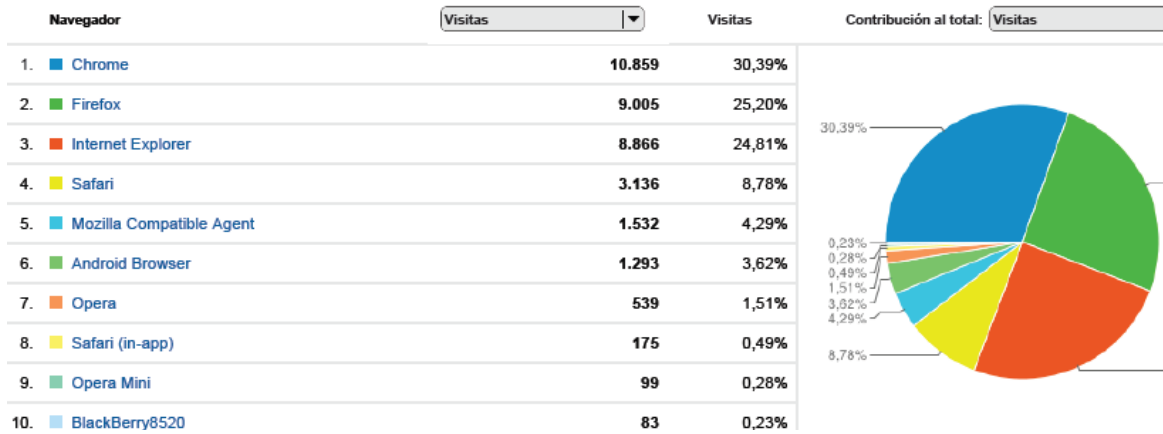 Navegador Visitas Visitas Contribución al total: Visitas
1. Chrome 10.859 30,39%
2. Firefox 9.005 25,20%
3. Internet Explorer 8.866 24,81%
4. Safari 3.136 8,78%
5. Mozilla Compatible Agent 1.532 4,29%
6. Android Browser 1.293 3,62%
7. Opera 539 1,51%
8. Safari (in-app) 175 0,49%
9. Opera Mini 99 0,28%
10. BlackBerry8520 83 0,23%
30,39%
0,23%
0,28%
0,49%
1,51%
3,62%
4,29%
8,78%